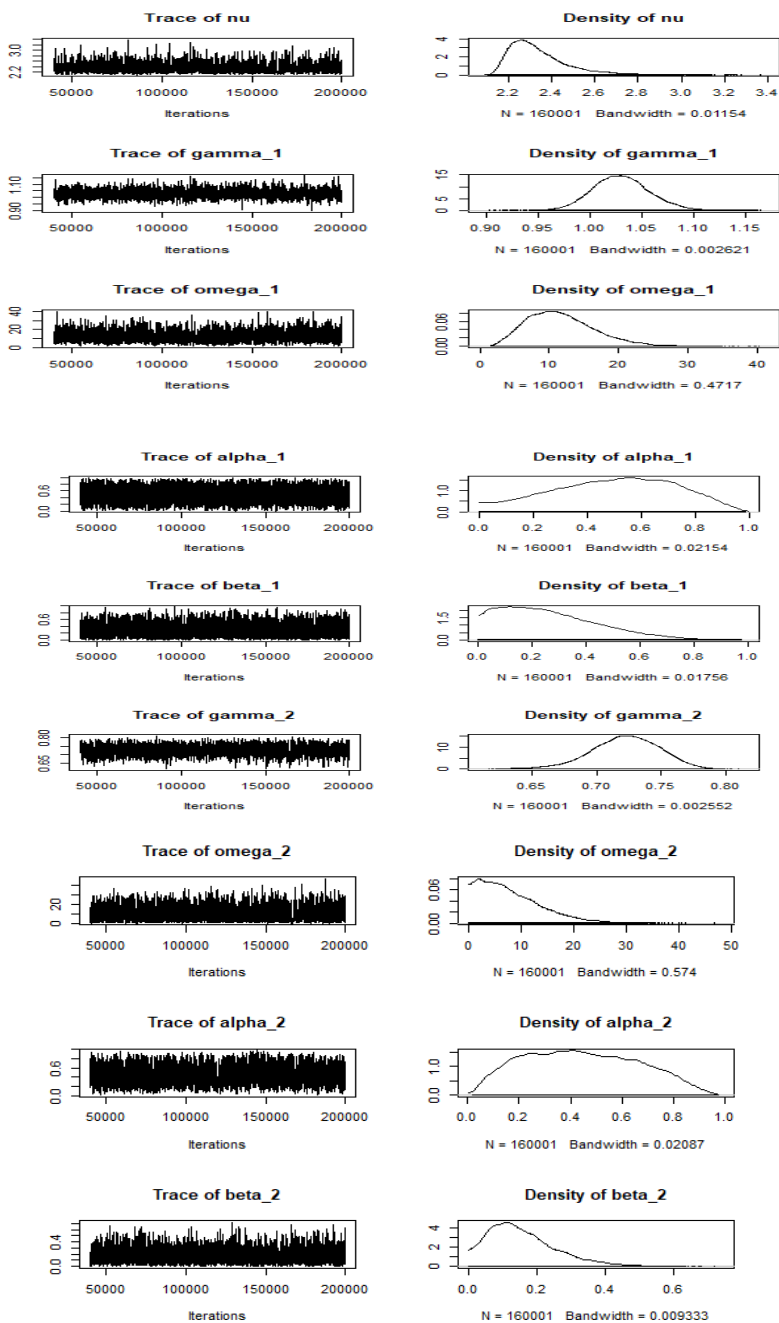 Trace of nu
Density of nu
2.2 3.0
0 2 4
50000 100000 150000 200000
2.2 2.4 2.6 2.8 3.0 3.2 3.4
Iterations
N = 160001 Bandwidth = 0.01154
Trace of gamma_1
Density of gamma_1
0.90 1.10
0 5 15
50000 100000 150000 200000
0.90 0.95 1.00 1.05 1.10 1.15
Iterations
N = 160001 Bandwidth = 0.002621
Trace of omega_1
Density of omega_1
0 20 40
0.00 0.06
50000 100000 150000 200000
0 10 20 30 40
Iterations
N = 160001 Bandwidth = 0.4717
Trace of alpha_1
Density of alpha_1
0.0 0.6
0.0 1.0
50000 100000 150000 200000
0.0 0.2 0.4 0.6 0.8 1.0
Iterations
N = 160001 Bandwidth = 0.02154
Trace of beta_1
Density of beta_1
0.0 0.6
0.0 1.5
50000 100000 150000 200000
0.0 0.2 0.4 0.6 0.8 1.0
Iterations
N = 160001 Bandwidth = 0.01756
Trace of gamma_2
Density of gamma_2
0.65 0.80
0 10
50000 100000 150000 200000
0.65 0.70 0.75 0.80
Iterations
N = 160001 Bandwidth = 0.002552
Trace of omega_2
Density of omega_2
0 20
0.00 0.06
50000 100000 150000 200000
0 10 20 30 40 50
Iterations
N = 160001 Bandwidth = 0.574
Trace of alpha_2
Density of alpha_2
0.0 0.6
0.0 1.0
50000 100000 150000 200000
0.0 0.2 0.4 0.6 0.8 1.0
Iterations
N = 160001 Bandwidth = 0.02087
Trace of beta_2
Density of beta_2
0.0 0.4
0 2 4
50000 100000 150000 200000
0.0 0.2 0.4 0.6
Iterations
N = 160001 Bandwidth = 0.009333